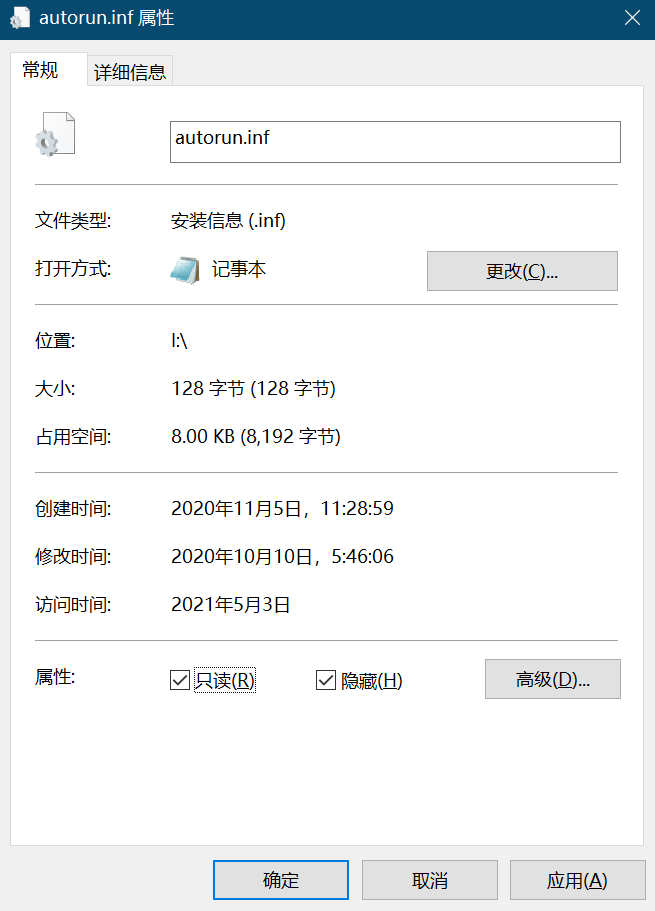 autorun.inf 属性
常规
详细信息
autorun.inf
文件类型: 安装信息 (.inf)
打开方式: 记事本 更改(C)...
位置: I:\
大小: 128 字节 (128 字节)
占用空间: 8.00 KB (8,192 字节)
创建时间: 2020年11月5日，11:28:59
修改时间: 2020年10月10日，5:46:06
访问时间: 2021年5月3日
属性: 只读(R) 隐藏(H) 高级(D)...
确定 取消 应用(A)